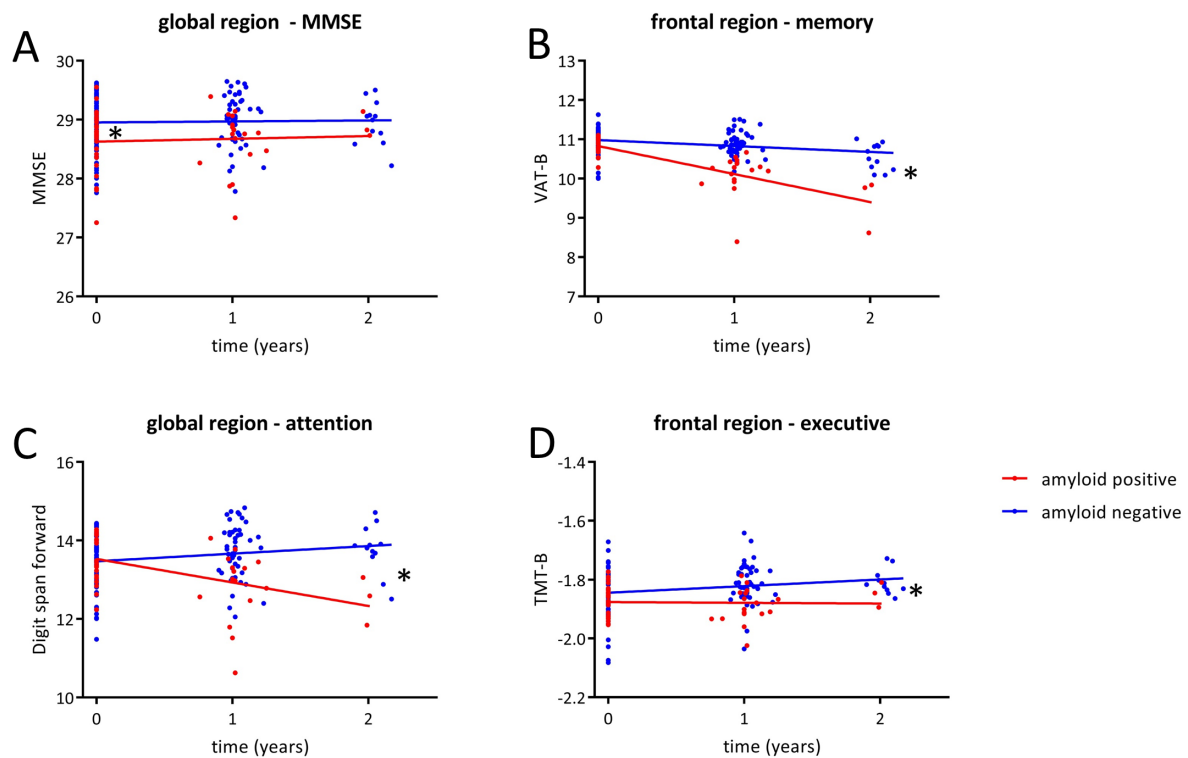 A
global region - MMSE
30
29
28
27
26
MMSE
*
0
1
2
time (years)
B
frontal region - memory
13
12
11
10
9
8
7
VAT-B
*
0
1
2
time (years)
C
global region - attention
16
14
12
10
Digit span forward
*
0
1
2
time (years)
D
frontal region - executive
-1.4
-1.6
-1.8
-2.0
-2.2
TMT-B
*
0
1
2
time (years)
amyloid positive
amyloid negative